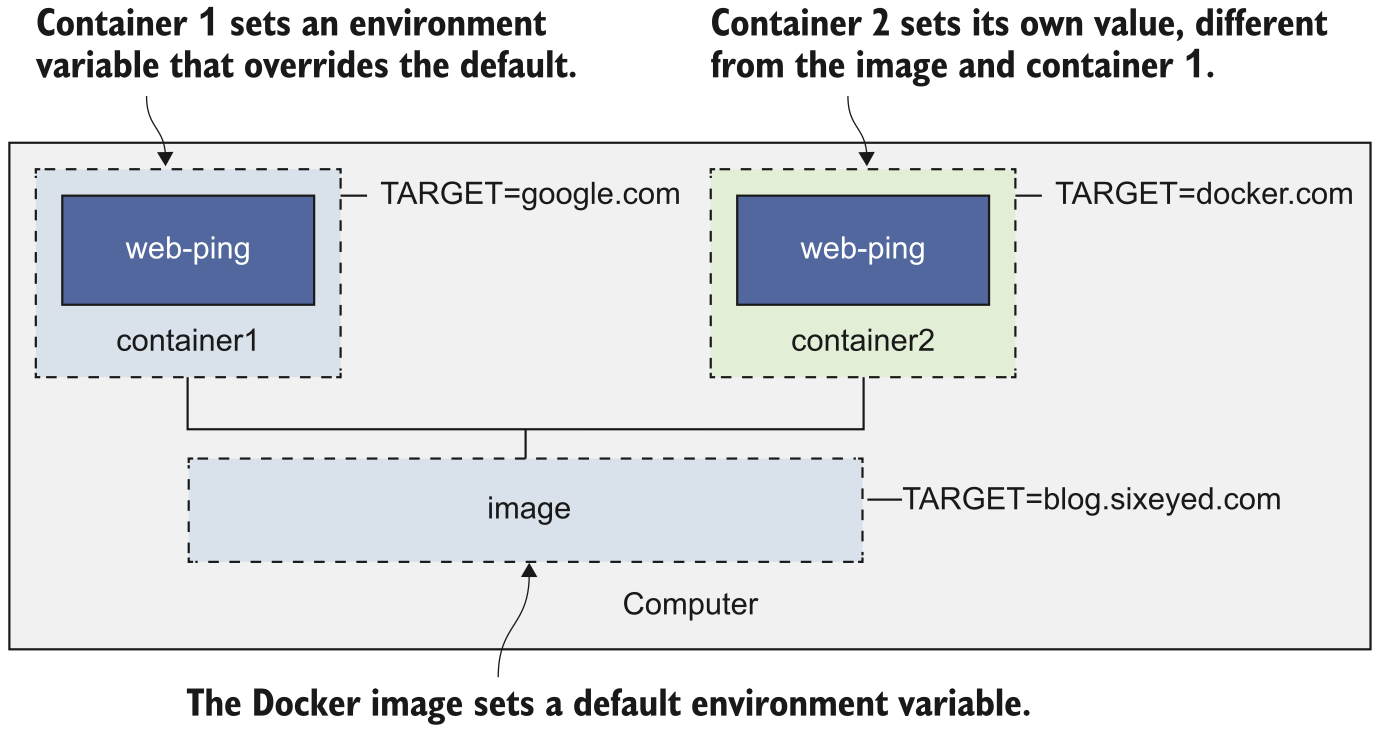 Container 1 sets an environment
variable that overrides the default.
Container 2 sets its own value, different
from the image and container 1.
TARGET=google.com
web-ping
container1
TARGET=docker.com
web-ping
container2
image
TARGET=blog.sixeyed.com
Computer
The Docker image sets a default environment variable.